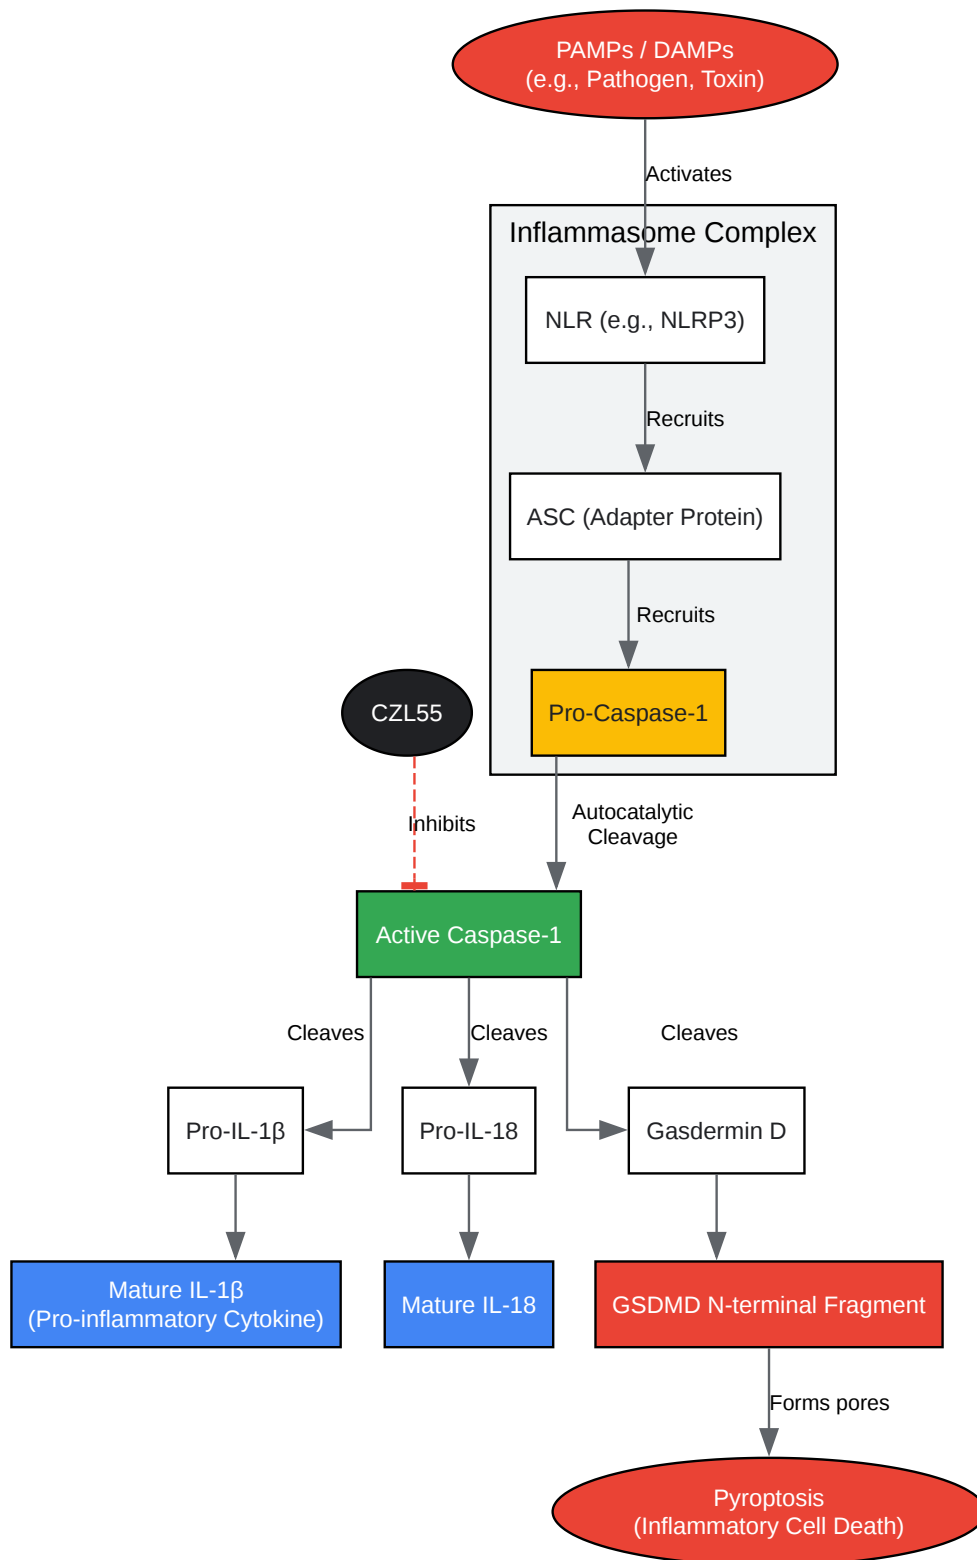 PAMPs / DAMPs
(e.g., Pathogen, Toxin)
Activates
Inflammasome Complex
NLR (e.g., NLRP3)
Recruits
ASC (Adapter Protein)
Recruits
CZL55
Pro-Caspase-1
Inhibits
Autocatalytic
Cleavage
Active Caspase-1
Cleaves
Cleaves
Cleaves
Pro-IL-1β
Pro-IL-18
Gasdermin D
Mature IL-1β
(Pro-inflammatory Cytokine)
Mature IL-18
GSDMD N-terminal Fragment
Forms pores
Pyroptosis
(Inflammatory Cell Death)